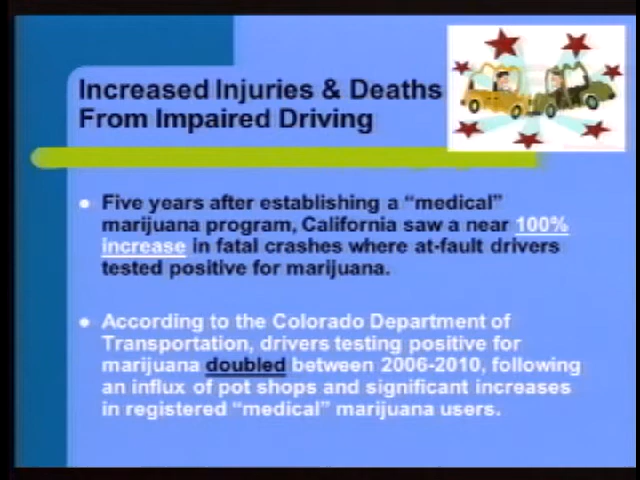 Increased Injuries & Deaths
From Impaired Driving
Five years after establishing a “medical”
marijuana program, California saw a near 100%
increase in fatal crashes where at-fault drivers
tested positive for marijuana.
According to the Colorado Department of
Transportation, drivers testing positive for
marijuana doubled between 2006-2010, following
an influx of pot shops and significant increases
in registered “medical” marijuana users.